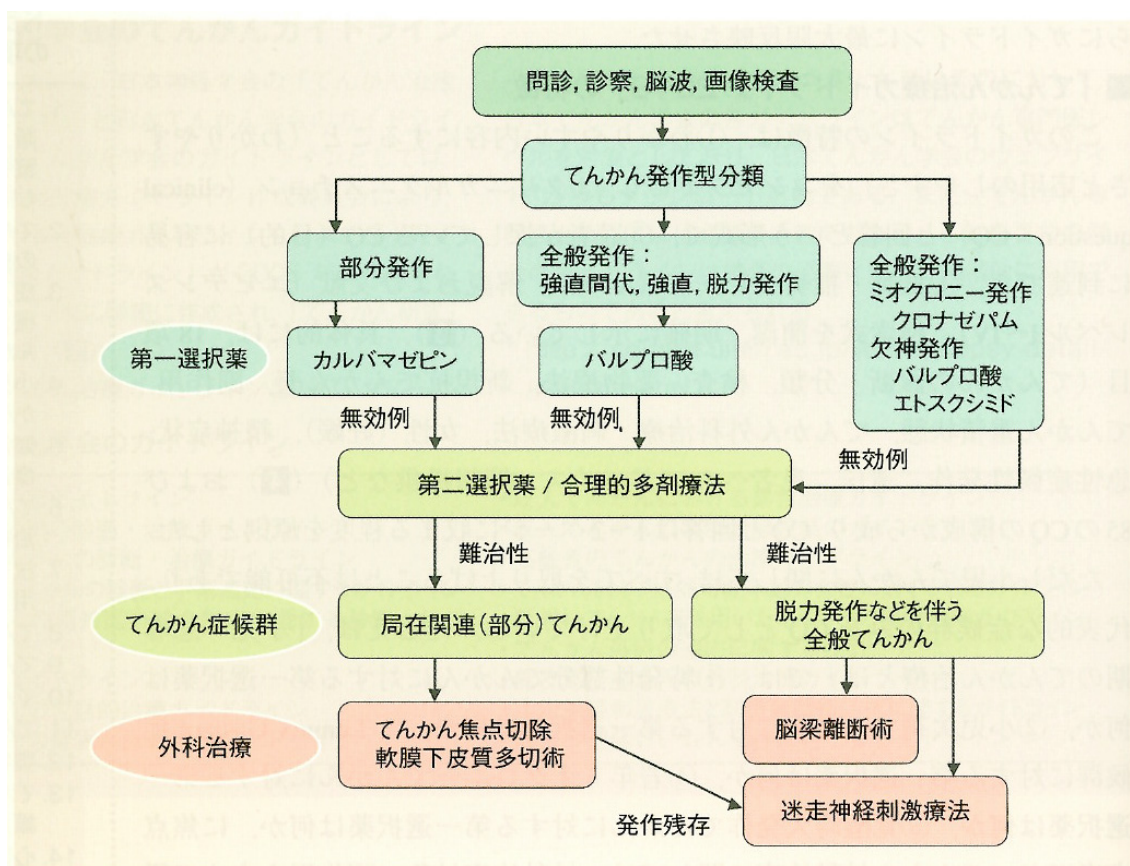 問診, 診察, 脳波, 画像検査
てんかん発作型分類
部分発作
全般発作：
強直間代, 強直, 脱力発作
全般発作：
ミオクロニー発作
クロナゼパム
欠神発作
バルプロ酸
エトスクシミド
第一選択薬
カルバマゼピン
バルプロ酸
無効例
無効例
無効例
第二選択薬 / 合理的多剤療法
難治性
難治性
てんかん症候群
局在関連（部分）てんかん
脱力発作などを伴う
全般てんかん
外科治療
てんかん焦点切除
軟膜下皮質多切術
脳梁離断術
発作残存
迷走神経刺激療法